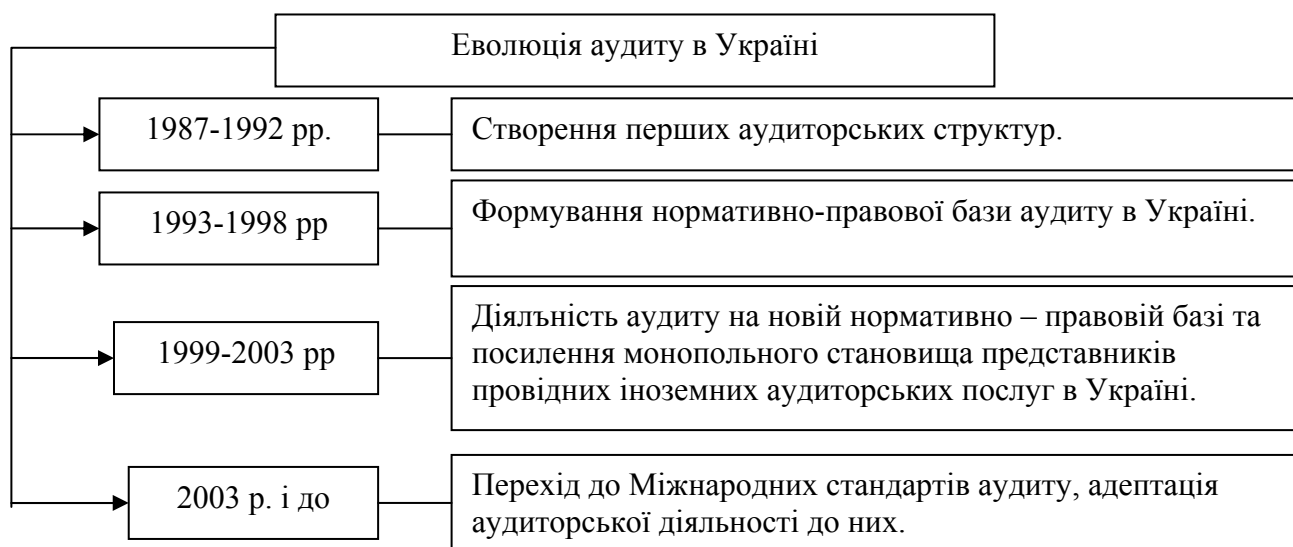 Еволюція аудиту в Україні
1987-1992 рр.
Створення перших аудиторських структур.
1993-1998 рр
Формування нормативно-правової бази аудиту в Україні.
1999-2003 рр
Діялъність аудиту на новій нормативно – правовій базі та
посилення монопольного становища представників
провідних іноземних аудиторських послуг в Україні.
2003 р. і до
Перехід до Міжнародних стандартів аудиту, адептація
аудиторської діяльності до них.